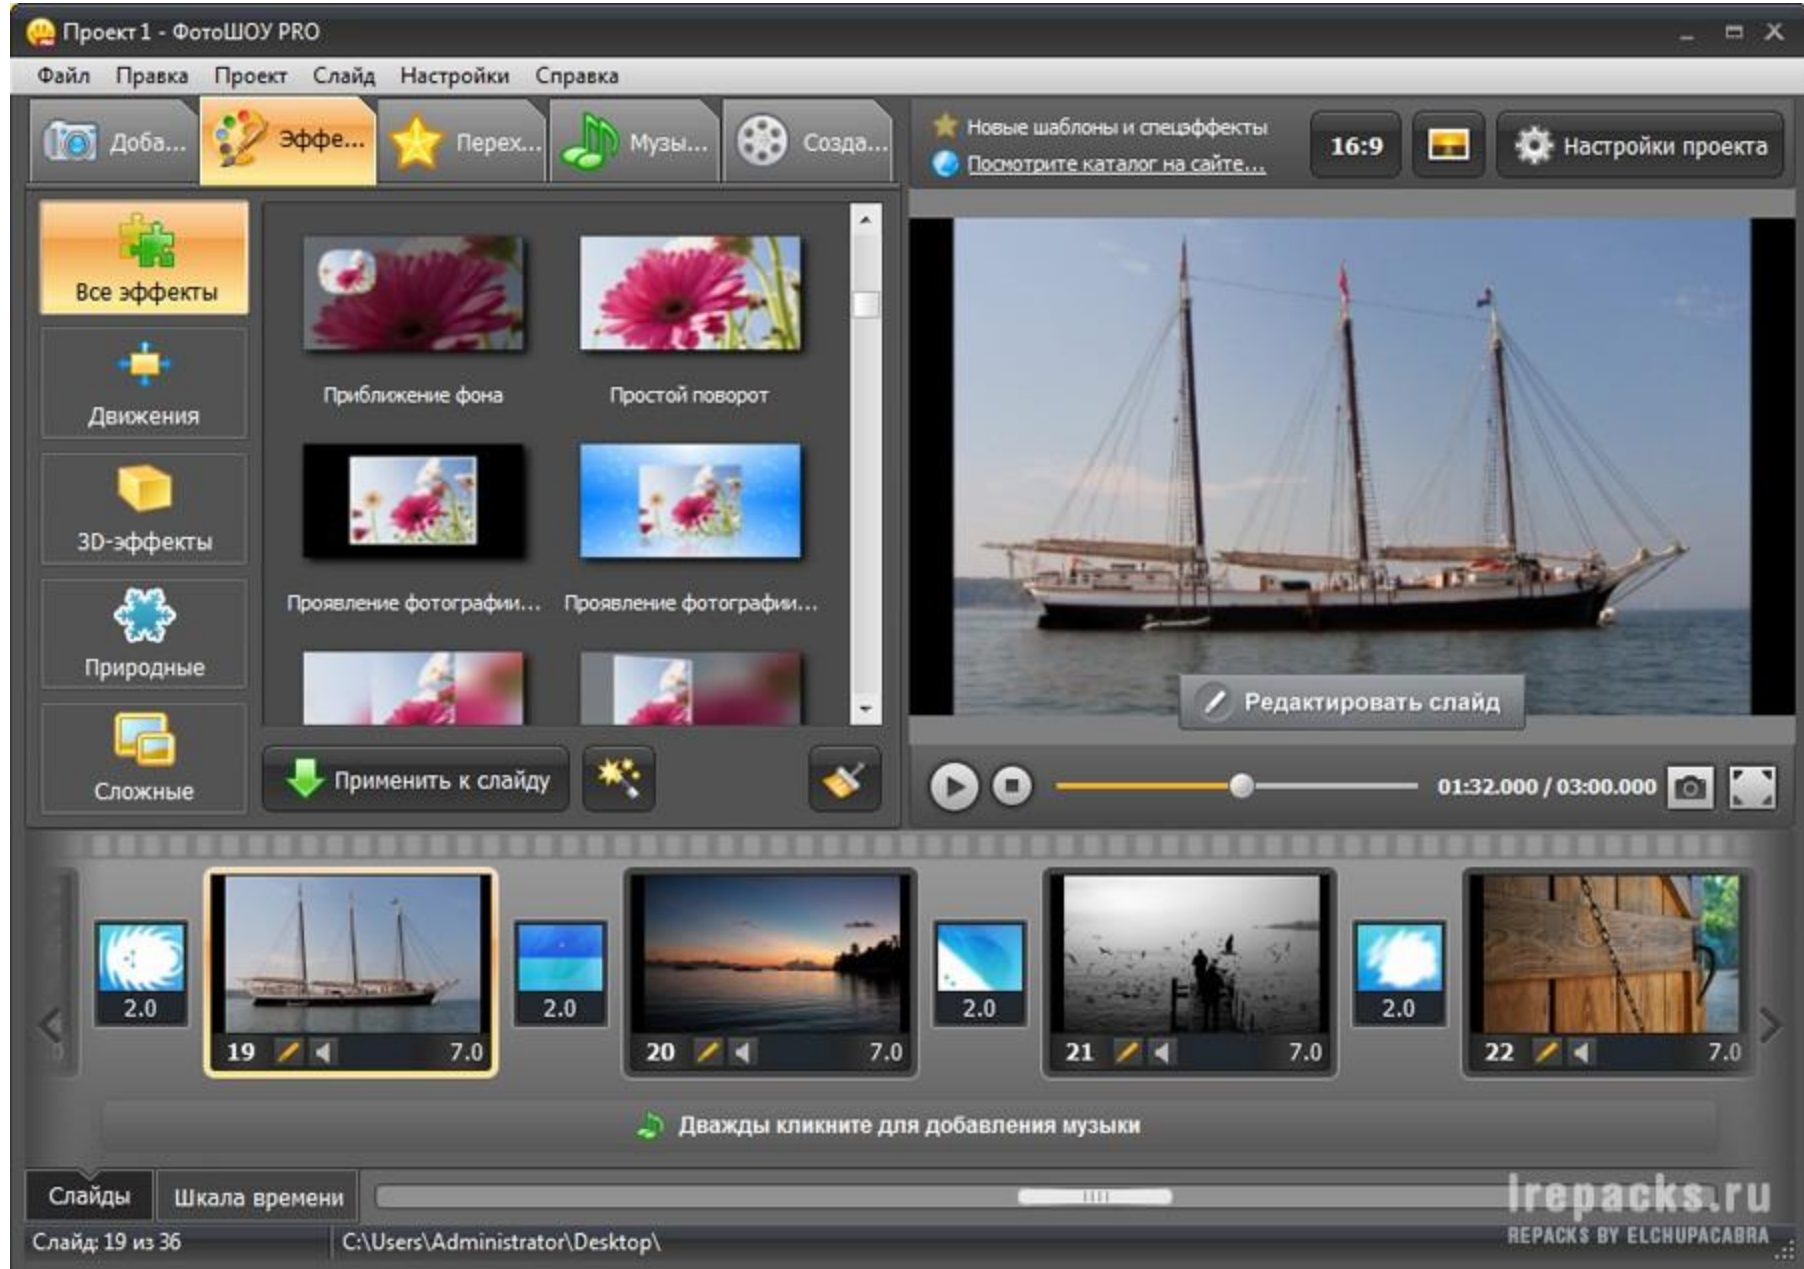 Проект 1 - ФотоШОУ PRO
Файл Правка Проект Слайд Настройки Справка
Доба... Эффе... Перех... Музы... Созда...
Новые шаблоны и спецэффекты
Посмотрите каталог на сайте...
16:9
Настройки проекта
Все эффекты
Движения
3D-эффекты
Природные
Сложные
Приближение фона
Простой поворот
Проявление фотографии...
Проявление фотографии...
Применить к слайду
Редактировать слайд
01:32.000 / 03:00.000
2.0
19 7.0
2.0
20 7.0
2.0
21 7.0
2.0
22 7.0
Дважды кликните для добавления музыки
Слайды
Шкала времени
Слайд: 19 из 36
C:\Users\Administrator\Desktop\
lrepacks.ru
REPACKS BY ELCHUPACABRA